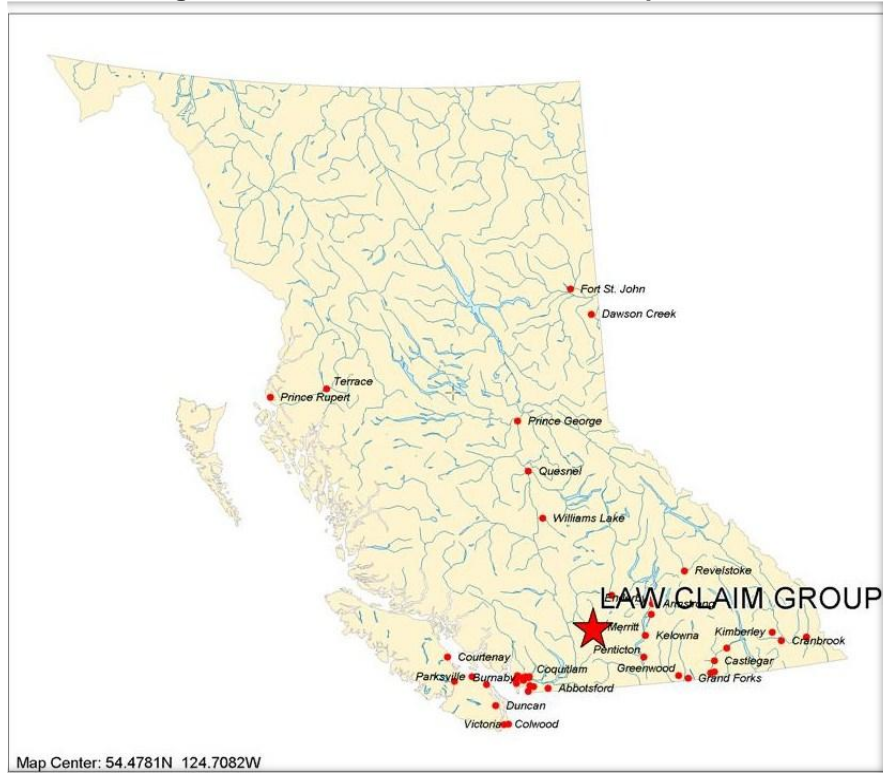 Fort St. John
Dawson Creek
Terrace
Prince Rupert
Prince George
Quesnel
Williams Lake
Revelstoke
LAW CLAIM GROUP
Armstrong
Merritt
Kelowna
Kimberley
Cranbrook
Penticton
Courtenay
Greenwood
Castlegar
Coquitlam
Parksville
Burnaby
Grand Forks
Abbotsford
Duncan
Victoria
Colwood
Map Center: 54.4781N 124.7082W